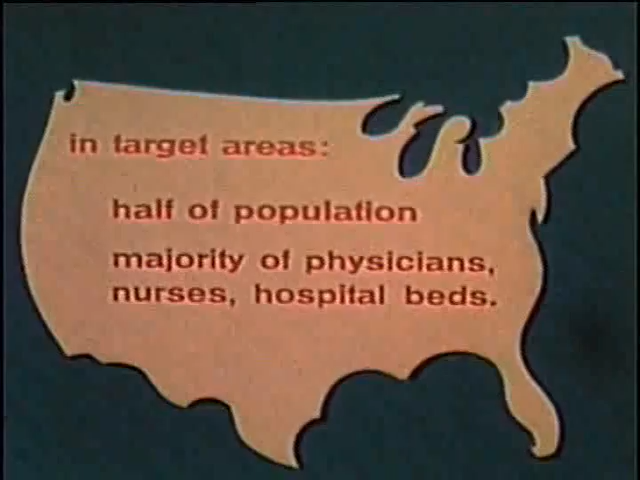 in target areas:
half of population
majority of physicians,
nurses, hospital beds.